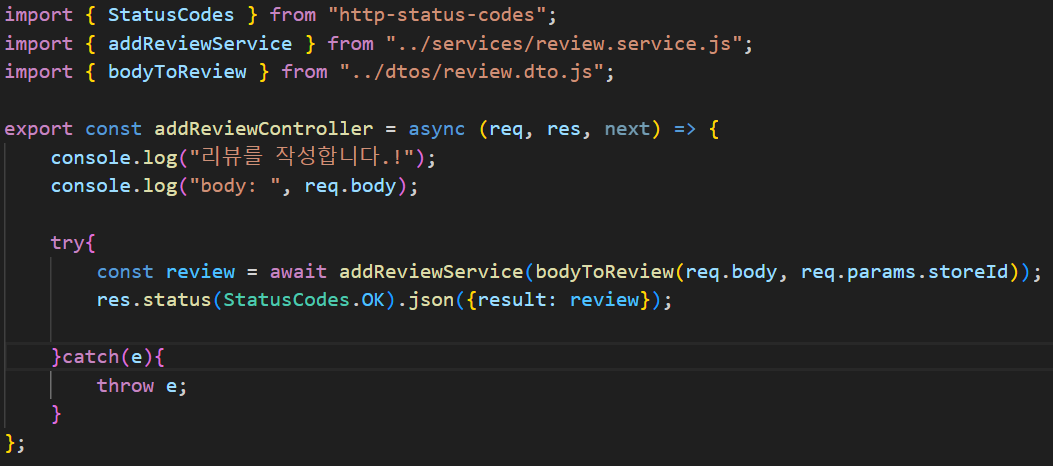 import { StatusCodes } from "http-status-codes";
import { addReviewService } from "../services/review.service.js";
import { bodyToReview } from "../dtos/review.dto.js";
export const addReviewController = async (req, res, next) => {
console.log("리뷰를 작성합니다.!");
console.log("body: ", req.body);
try{
const review = await addReviewService(bodyToReview(req.body, req.params.storeId));
res.status(StatusCodes.OK).json({result: review});
}catch(e){
throw e;
}
};